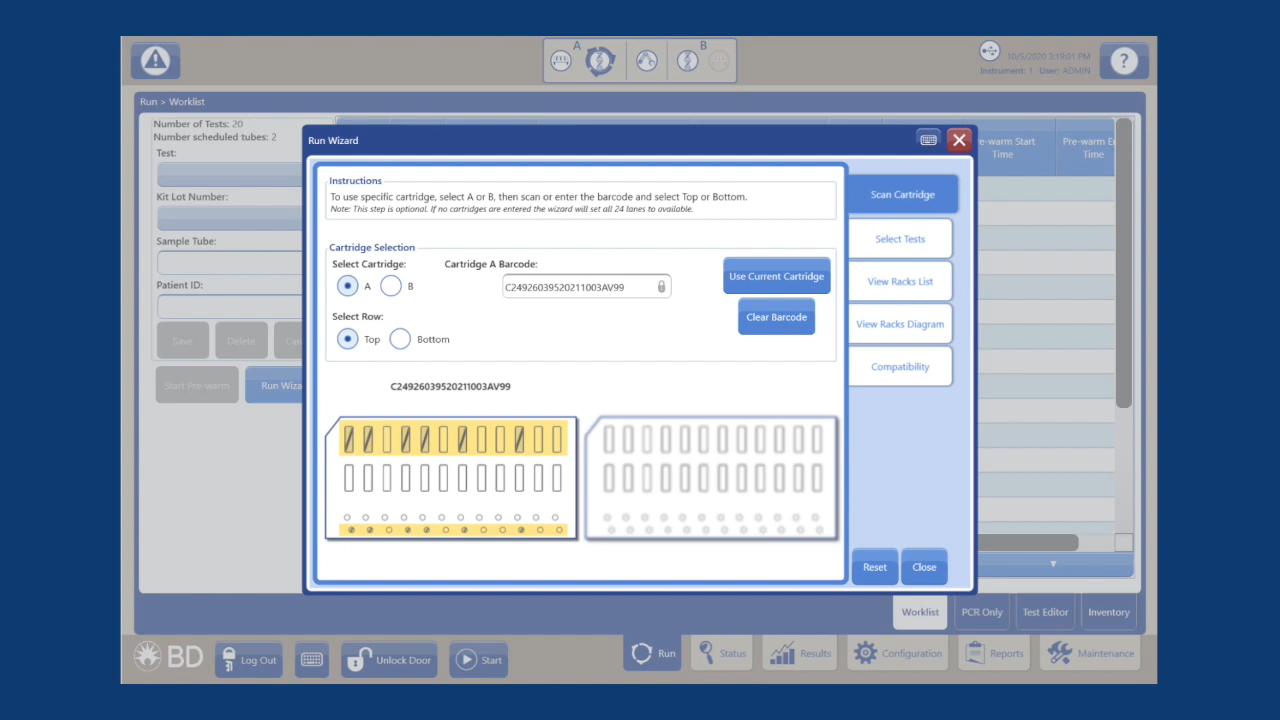 A
B
10/5/2020 3:19:01 PM
Instrument: 1 User: ADMIN
?
Run > Worklist
Number of Tests: 20
Number scheduled tubes: 2
Test:
Kit Lot Number:
Sample Tube:
Patient ID:
Save
Delete
Start Pre-warm
Run Wiza
Run Wizard
Instructions
To use specific cartridge, select A or B, then scan or enter the barcode and select Top or Bottom.
Note: This step is optional. If no cartridges are entered the wizard will set all 24 lanes to available.
Cartridge Selection
Select Cartridge:
Cartridge A Barcode:
A
B
C24926039520211003AV99
Use Current Cartridge
Clear Barcode
Select Row:
Top
Bottom
C24926039520211003AV99
Scan Cartridge
Select Tests
View Racks List
View Racks Diagram
Compatibility
Reset
Close
e-warm Start
Time
Pre-warm E
Time
Worklist
PCR Only
Test Editor
Inventory
BD
Log Out
Unlock Door
Start
Run
Status
Results
Configuration
Reports
Maintenance